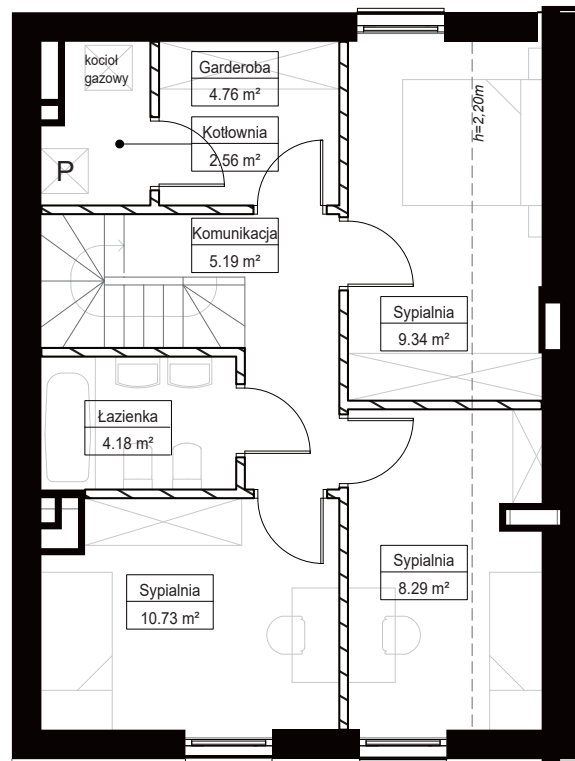 kocioł
gazowy
Garderoba
4.76 m²
Kotłownia
2.56 m²
P
h=2,20m
Komunikacja
5.19 m²
Sypialnia
9.34 m²
Łazienka
4.18 m²
Sypialnia
8.29 m²
Sypialnia
10.73 m²